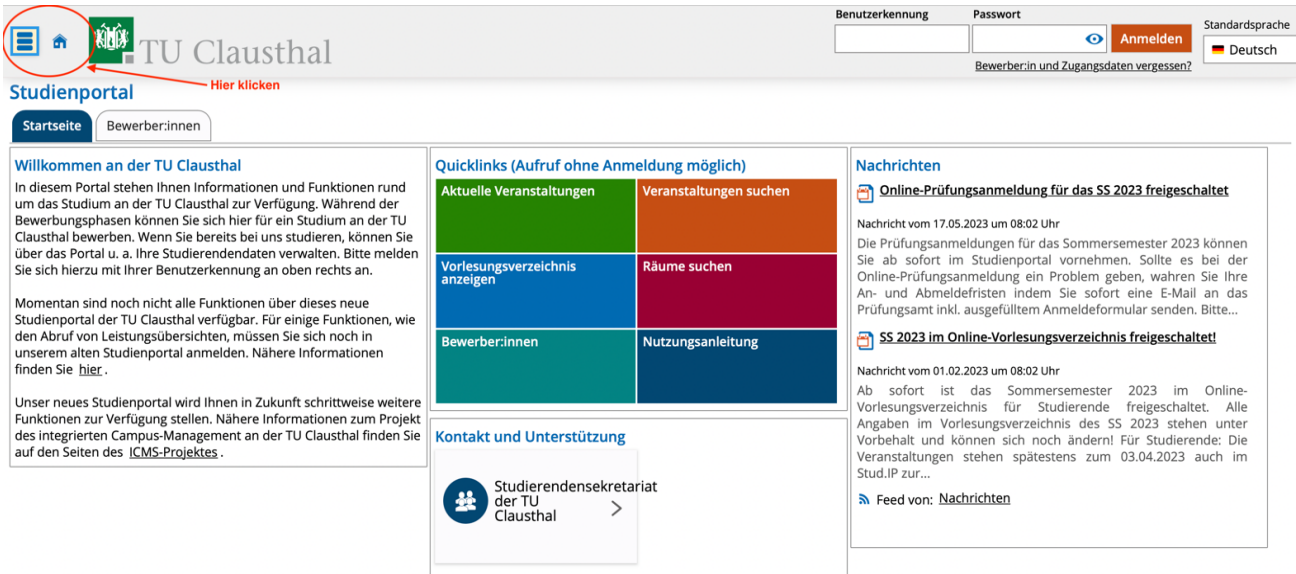 Benutzerkennung
Passwort
Standardsprache
TU Clausthal
Anmelden
Deutsch
Bewerber:in und Zugangsdaten vergessen?
Hier klicken
Studienportal
Startseite
Bewerber:innen
Willkommen an der TU Clausthal
In diesem Portal stehen Ihnen Informationen und Funktionen rund
um das Studium an der TU Clausthal zur Verfügung. Während der
Bewerbungsphasen können Sie sich hier für ein Studium an der TU
Clausthal bewerben. Wenn Sie bereits bei uns studieren, können Sie
über das Portal u. a. Ihre Studierendendaten verwalten. Bitte melden
Sie sich hierzu mit Ihrer Benutzerkennung an oben rechts an.
Momentan sind noch nicht alle Funktionen über dieses neue
Studienportal der TU Clausthal verfügbar. Für einige Funktionen, wie
den Abruf von Leistungsübersichten, müssen Sie sich noch in
unserem alten Studienportal anmelden. Nähere Informationen
finden Sie hier .
Unser neues Studienportal wird Ihnen in Zukunft schrittweise weitere
Funktionen zur Verfügung stellen. Nähere Informationen zum Projekt
des integrierten Campus-Management an der TU Clausthal finden Sie
auf den Seiten des ICMS-Projektes .
Quicklinks (Aufruf ohne Anmeldung möglich)
Aktuelle Veranstaltungen
Veranstaltungen suchen
Vorlesungsverzeichnis
anzeigen
Räume suchen
Bewerber:innen
Nutzungsanleitung
Kontakt und Unterstützung
Studierendensekretariat
der TU
Clausthal
Nachrichten
Online-Prüfungsanmeldung für das SS 2023 freigeschaltet
Nachricht vom 17.05.2023 um 08:02 Uhr
Die Prüfungsanmeldungen für das Sommersemester 2023 können
Sie ab sofort im Studienportal vornehmen. Sollte es bei der
Online-Prüfungsanmeldung ein Problem geben, wahren Sie Ihre
An- und Abmeldefristen indem Sie sofort eine E-Mail an das
Prüfungsamt inkl. ausgefülltem Anmeldeformular senden. Bitte...
SS 2023 im Online-Vorlesungsverzeichnis freigeschaltet!
Nachricht vom 01.02.2023 um 08:02 Uhr
Ab sofort ist das Sommersemester 2023 im Online-
Vorlesungsverzeichnis für Studierende freigeschaltet. Alle
Angaben im Vorlesungsverzeichnis des SS 2023 stehen unter
Vorbehalt und können sich noch ändern! Für Studierende: Die
Veranstaltungen stehen spätestens zum 03.04.2023 auch im
Stud.IP zur...
Feed von: Nachrichten